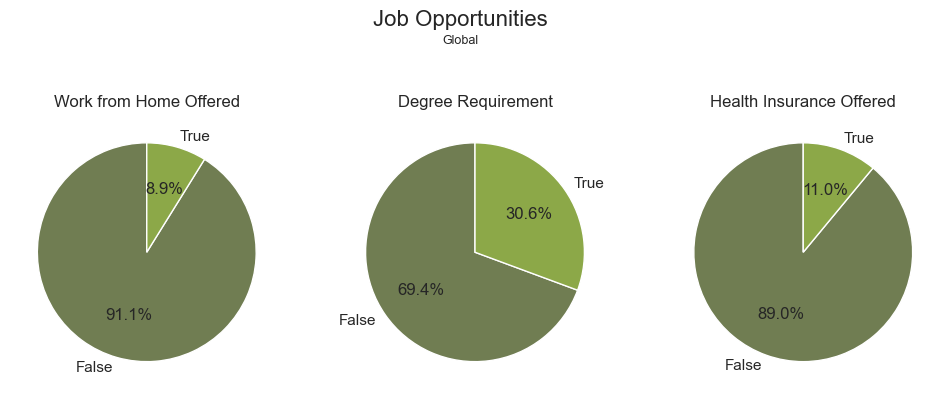 Job Opportunities
Global
Work from Home Offered
True
8.9%
91.1%
False
Degree Requirement
True
30.6%
69.4%
False
Health Insurance Offered
True
11.0%
89.0%
False